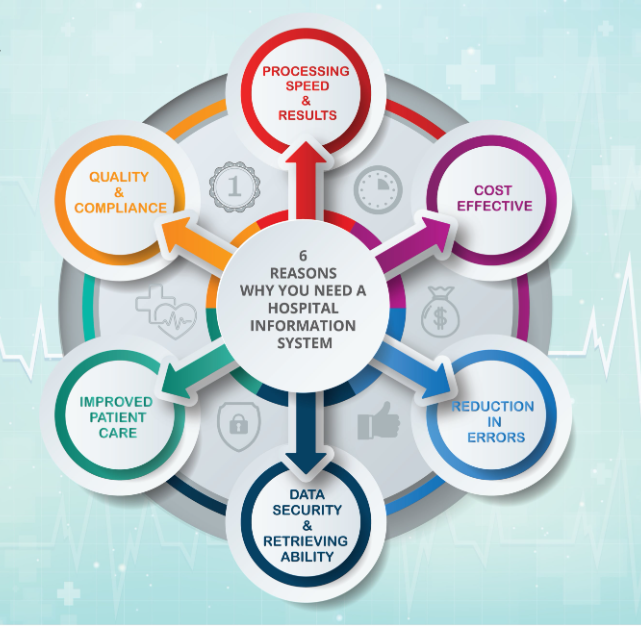 PROCESSING
SPEED
&
RESULTS
COST
EFFECTIVE
REDUCTION
IN
ERRORS
DATA
SECURITY
&
RETRIEVING
ABILITY
IMPROVED
PATIENT
CARE
QUALITY
&
COMPLIANCE
1
$
6
REASONS
WHY YOU NEED A
HOSPITAL
INFORMATION
SYSTEM